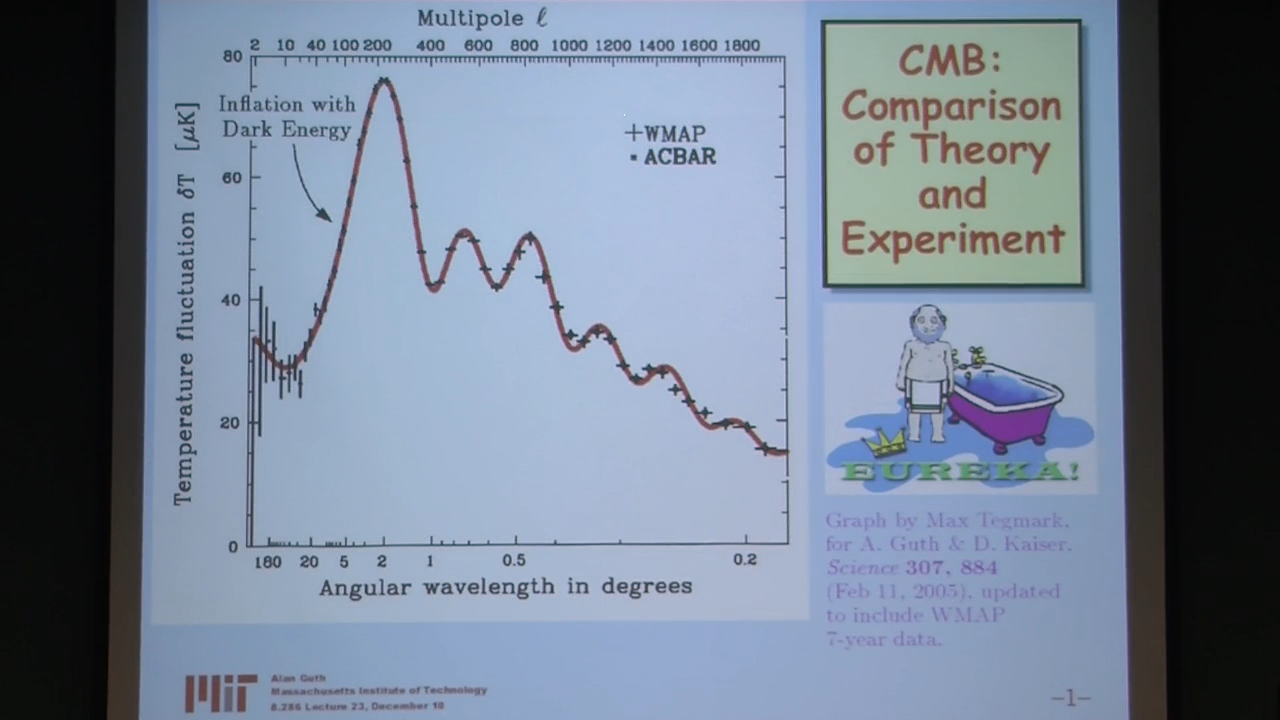 Multipole ℓ
2 10 40 100 200 400 600 800 1000 1200 1400 1600 1800
80
60
40
20
0
Temperature fluctuation δT [μK]
Inflation with
Dark Energy
+WMAP
▪ ACBAR
180 20 5 2 1 0.5 0.2
Angular wavelength in degrees
CMB:
Comparison
of Theory
and
Experiment
EUREKA!
Graph by Max Tegmark,
for A. Guth & D. Kaiser,
Science 307, 884
(Feb 11, 2005), updated
to include WMAP
7-year data.
MIT
Alan Guth
Massachusetts Institute of Technology
8.286 Lecture 23, December 10
–1–